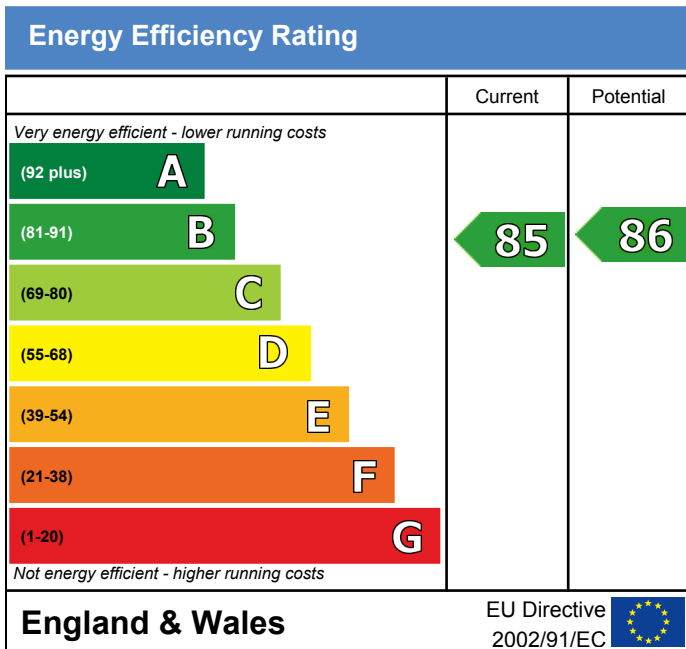 Energy Efficiency Rating
Current Potential
Very energy efficient - lower running costs
(92 plus) A
(81-91) B 85 86
(69-80) C
(55-68) D
(39-54) E
(21-38) F
(1-20) G
Not energy efficient - higher running costs
England & Wales
EU Directive
2002/91/EC